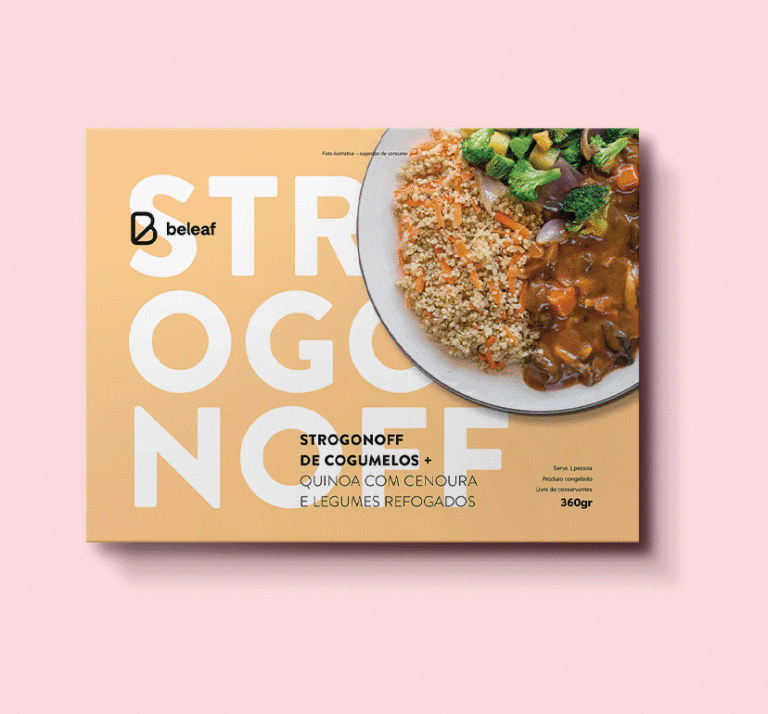 Foto ilustrativa – sugestão de consumo
STR
beleaf
OGO
NOFF
STROGONOFF
DE COGUMELOS +
QUINOA COM CENOURA
E LEGUMES REFOGADOS
Serve 1 pessoa
Produto congelado
Livre de conservantes
360gr